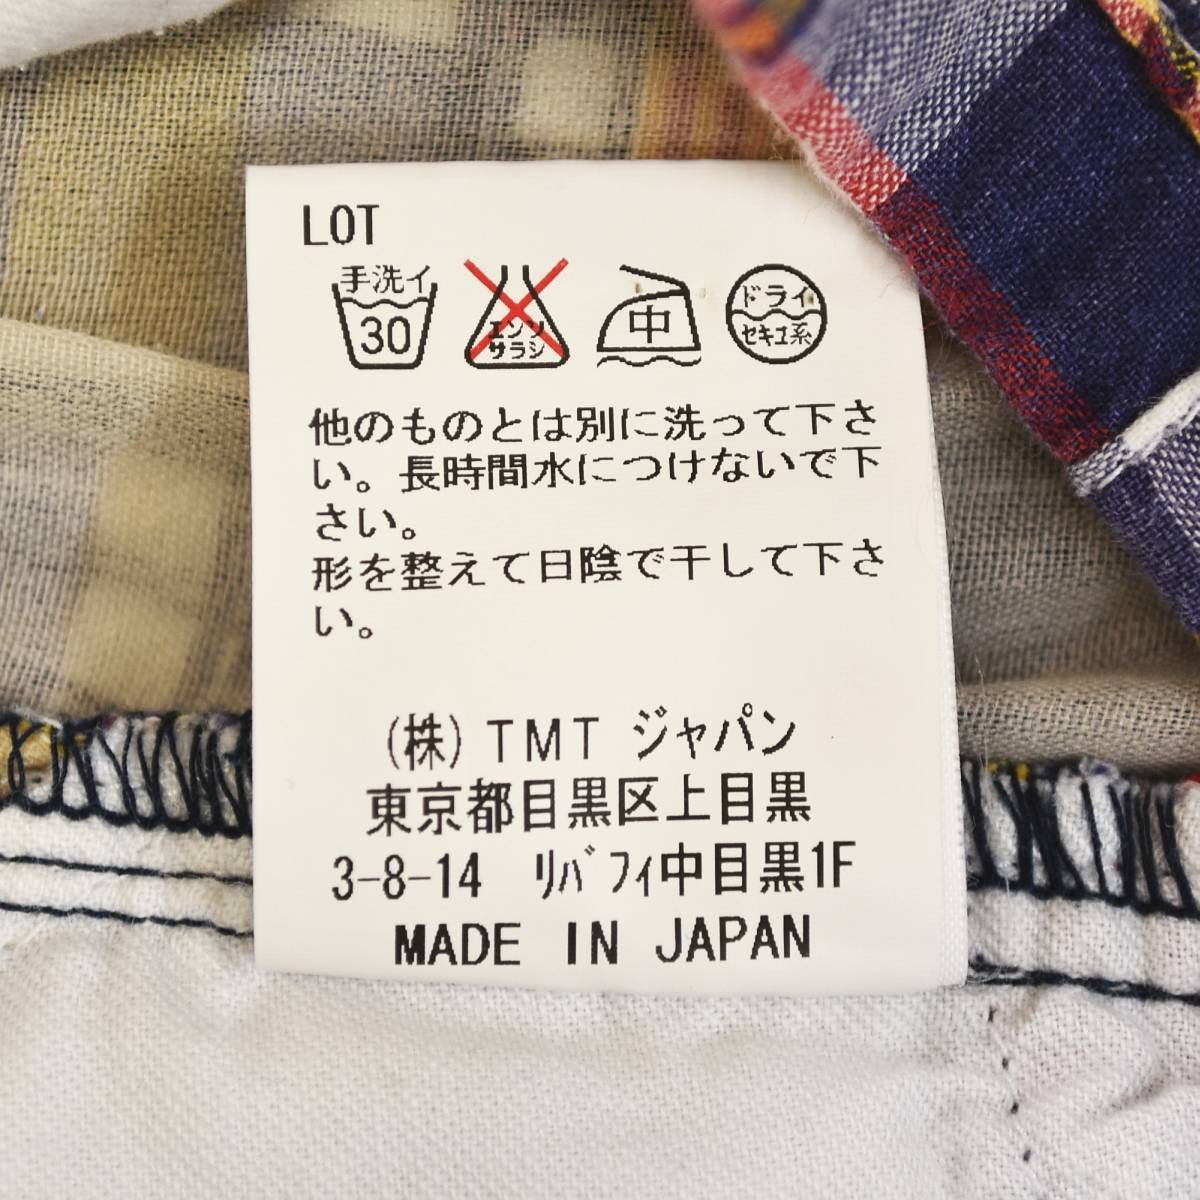 LOT
手洗イ
30
エンソ
サラシ
中
ドライ
セキユ系
他のものとは別に洗って下さ
い。長時間水につけないで下
さい。
形を整えて日陰で干して下さ
い。
(株) TMT ジャパン
東京都目黒区上目黒
3-8-14 リバフィ中目黒1F
MADE IN JAPAN